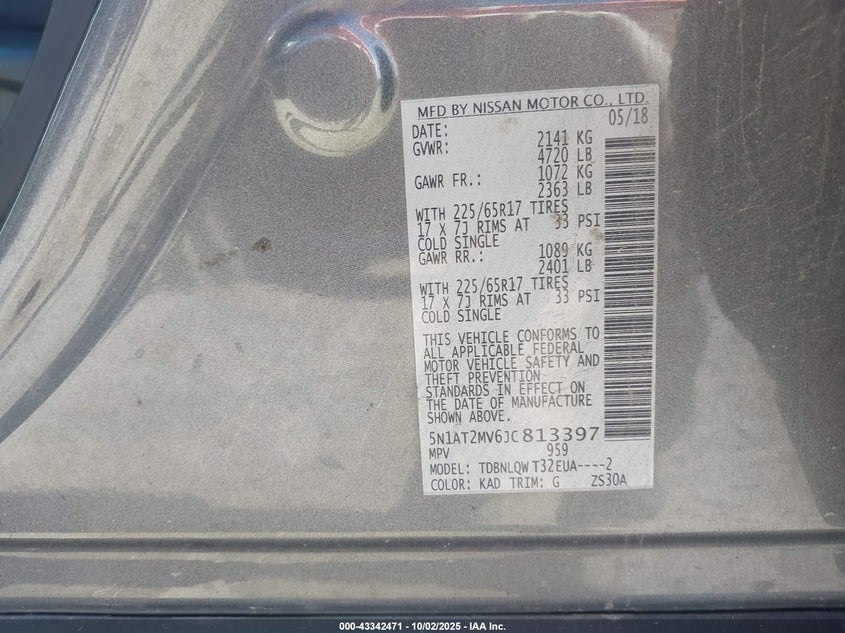 MFD BY NISSAN MOTOR CO., LTD.
DATE: 05/18
GVWR: 2141 KG
4720 LB
GAWR FR.: 1072 KG
2363 LB
WITH 225/65R17 TIRES
17 X 7J RIMS AT 33 PSI
COLD SINGLE
GAWR RR.: 1089 KG
2401 LB
WITH 225/65R17 TIRES
17 X 7J RIMS AT 33 PSI
COLD SINGLE
THIS VEHICLE CONFORMS TO
ALL APPLICABLE FEDERAL
MOTOR VEHICLE SAFETY AND
THEFT PREVENTION
STANDARDS IN EFFECT ON
THE DATE OF MANUFACTURE
SHOWN ABOVE.
5N1AT2MV6JC813397
MPV 959
MODEL: TDBNLQW T32EUA----2
COLOR: KAD TRIM: G ZS30A
000-43342471 - 10/02/2025 - IAA Inc.